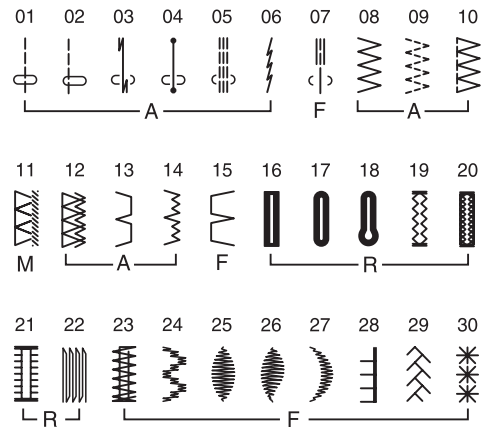 01 02 03 04 05 06 07 08 09 10
A F A
11 12 13 14 15 16 17 18 19 20
M A F R
21 22 23 24 25 26 27 28 29 30
R F